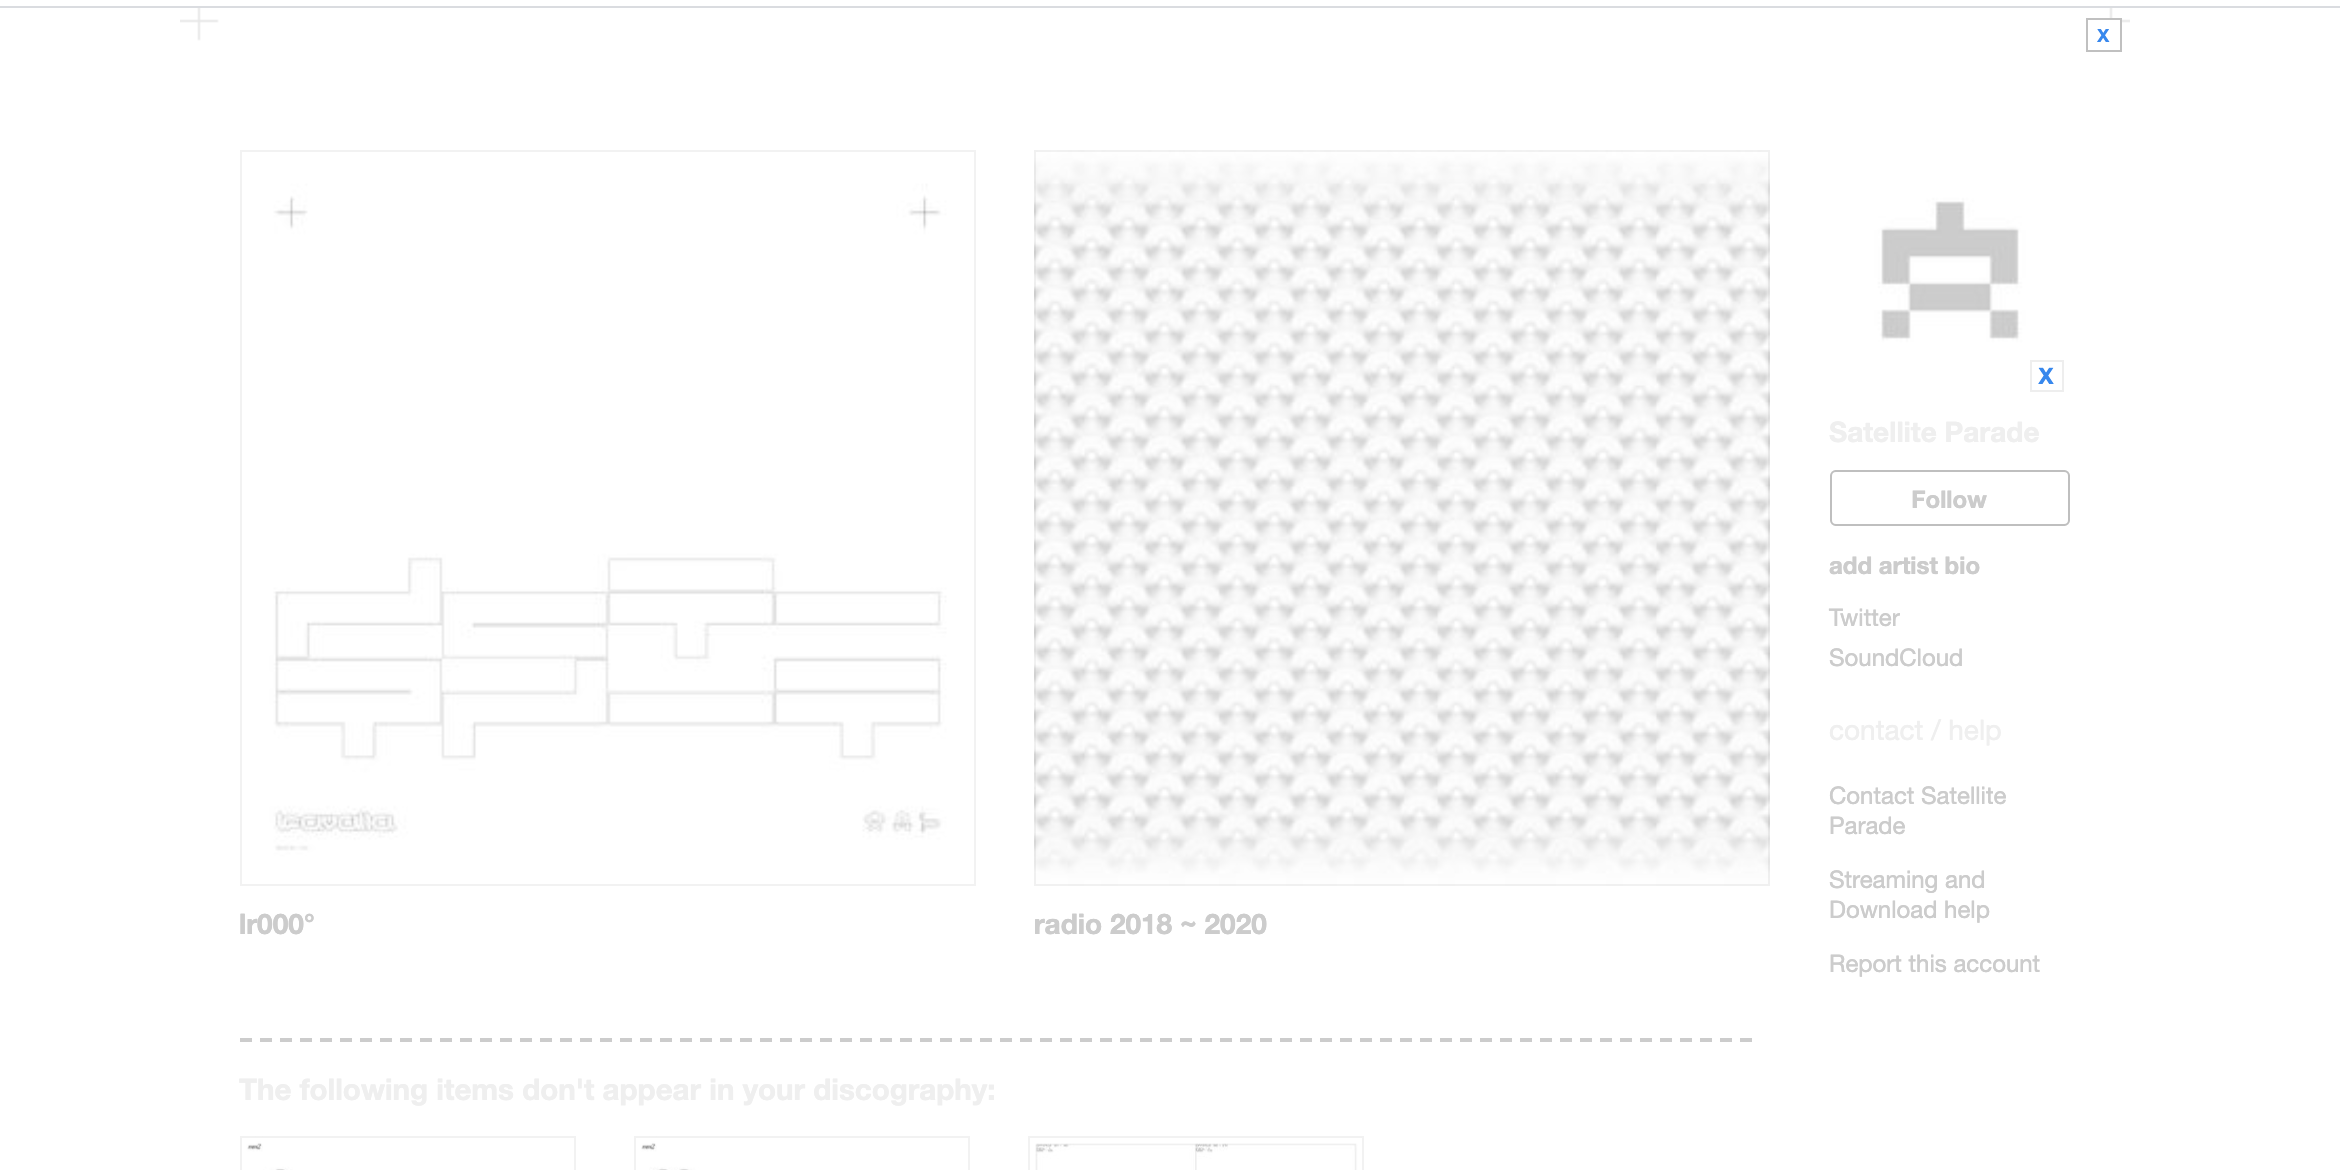 X
X
Satellite Parade
Follow
add artist bio
Twitter
SoundCloud
contact / help
Contact Satellite
Parade
Streaming and
Download help
Report this account
lr000°
radio 2018 ~ 2020
The following items don't appear in your discography: